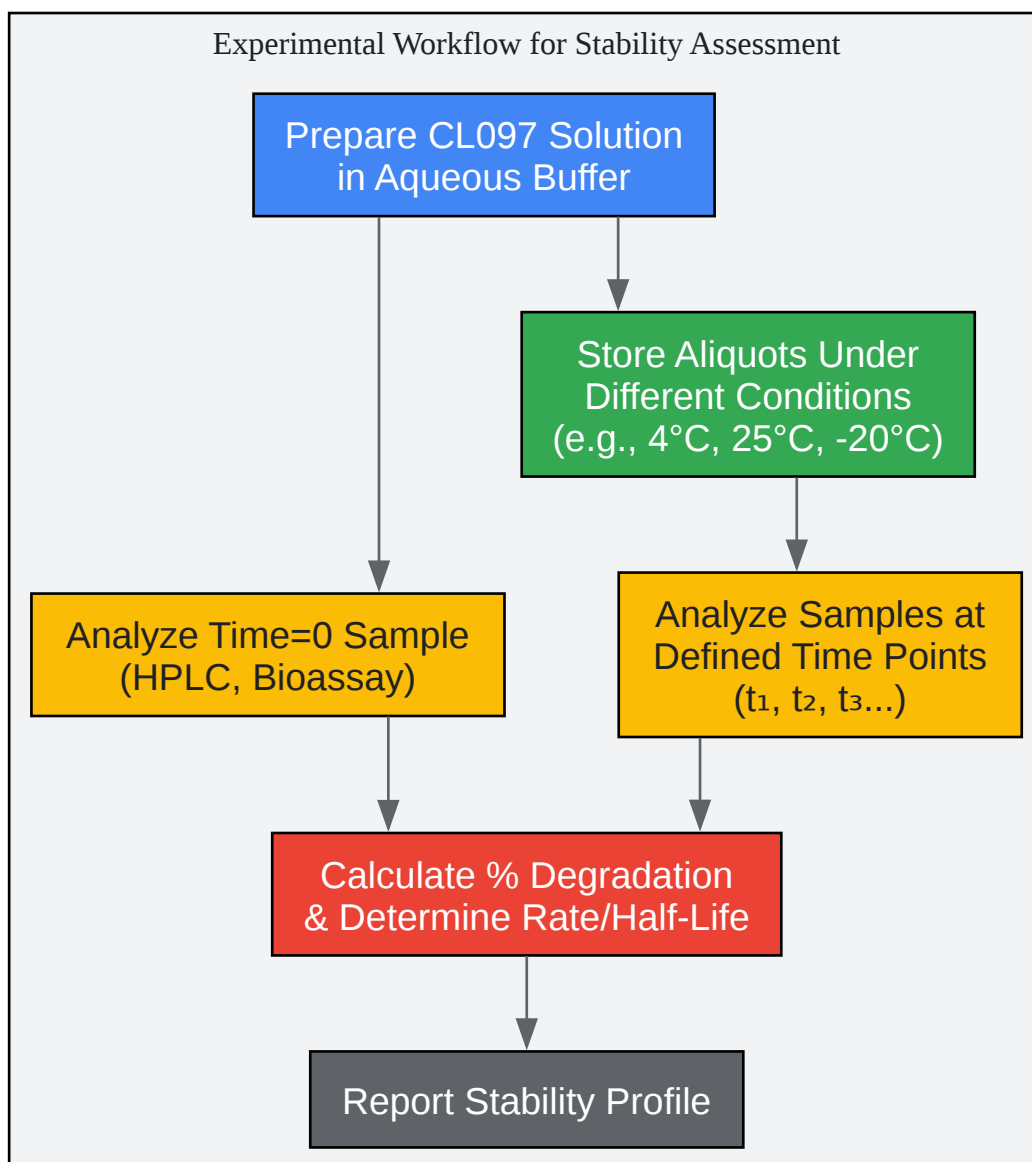 Experimental Workflow for Stability Assessment
Prepare CL097 Solution
in Aqueous Buffer
Store Aliquots Under
Different Conditions
(e.g., 4°C, 25°C, -20°C)
Analyze Time=0 Sample
(HPLC, Bioassay)
Analyze Samples at
Defined Time Points
(t₁, t₂, t₃...)
Calculate % Degradation
& Determine Rate/Half-Life
Report Stability Profile